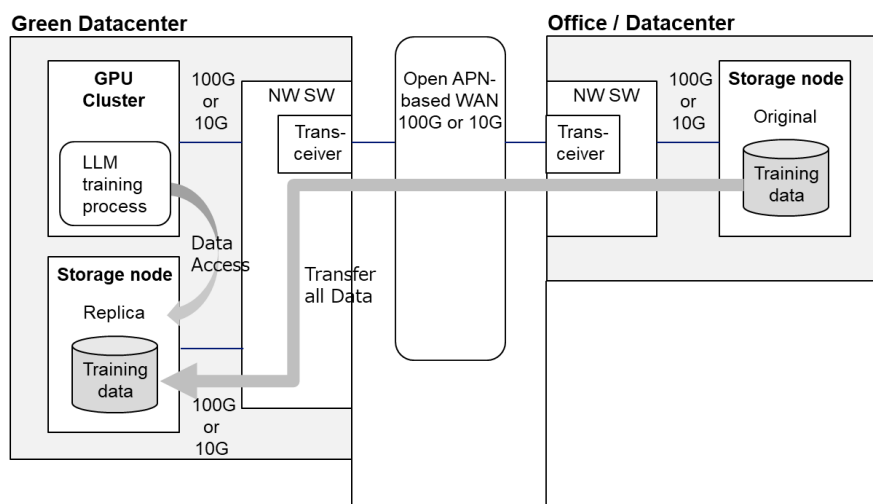 Green Datacenter
GPU
Cluster
LLM
training
process
100G
or
10G
NW SW
Trans-
ceiver
Data
Access
Storage node
Replica
Training
data
100G
or
10G
Transfer
all Data
Open APN-
based WAN
100G or 10G
Office / Datacenter
NW SW
Trans-
ceiver
100G
or
10G
Storage node
Original
Training
data